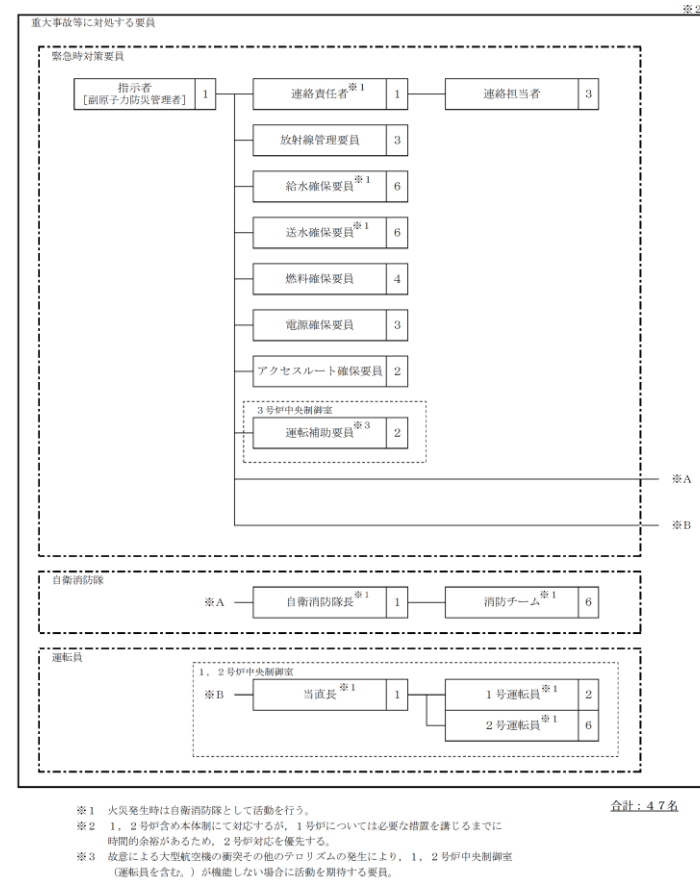 ※2
重大事故等に対処する要員
緊急時対策要員
指示者
[副原子力防災管理者] 1
連絡責任者※1 1
連絡担当者 3
放射線管理要員 3
給水確保要員※1 6
送水確保要員※1 6
燃料確保要員 4
電源確保要員 3
アクセスルート確保要員 2
3号炉中央制御室
運転補助要員※3 2
※A
※B
自衛消防隊
※A 自衛消防隊長※1 1 消防チーム※1 6
運転員
1，2号炉中央制御室
※B 当直長※1 1 1号運転員※1 2
2号運転員※1 6
合計：47名
※1 火災発生時は自衛消防隊として活動を行う。
※2 1，2号炉含め本体制にて対応するが，1号炉については必要な措置を講じるまでに
時間的余裕があるため，2号炉対応を優先する。
※3 故意による大型航空機の衝突その他のテロリズムの発生により，1，2号炉中央制御室
（運転員を含む。）が機能しない場合に活動を期待する要員。